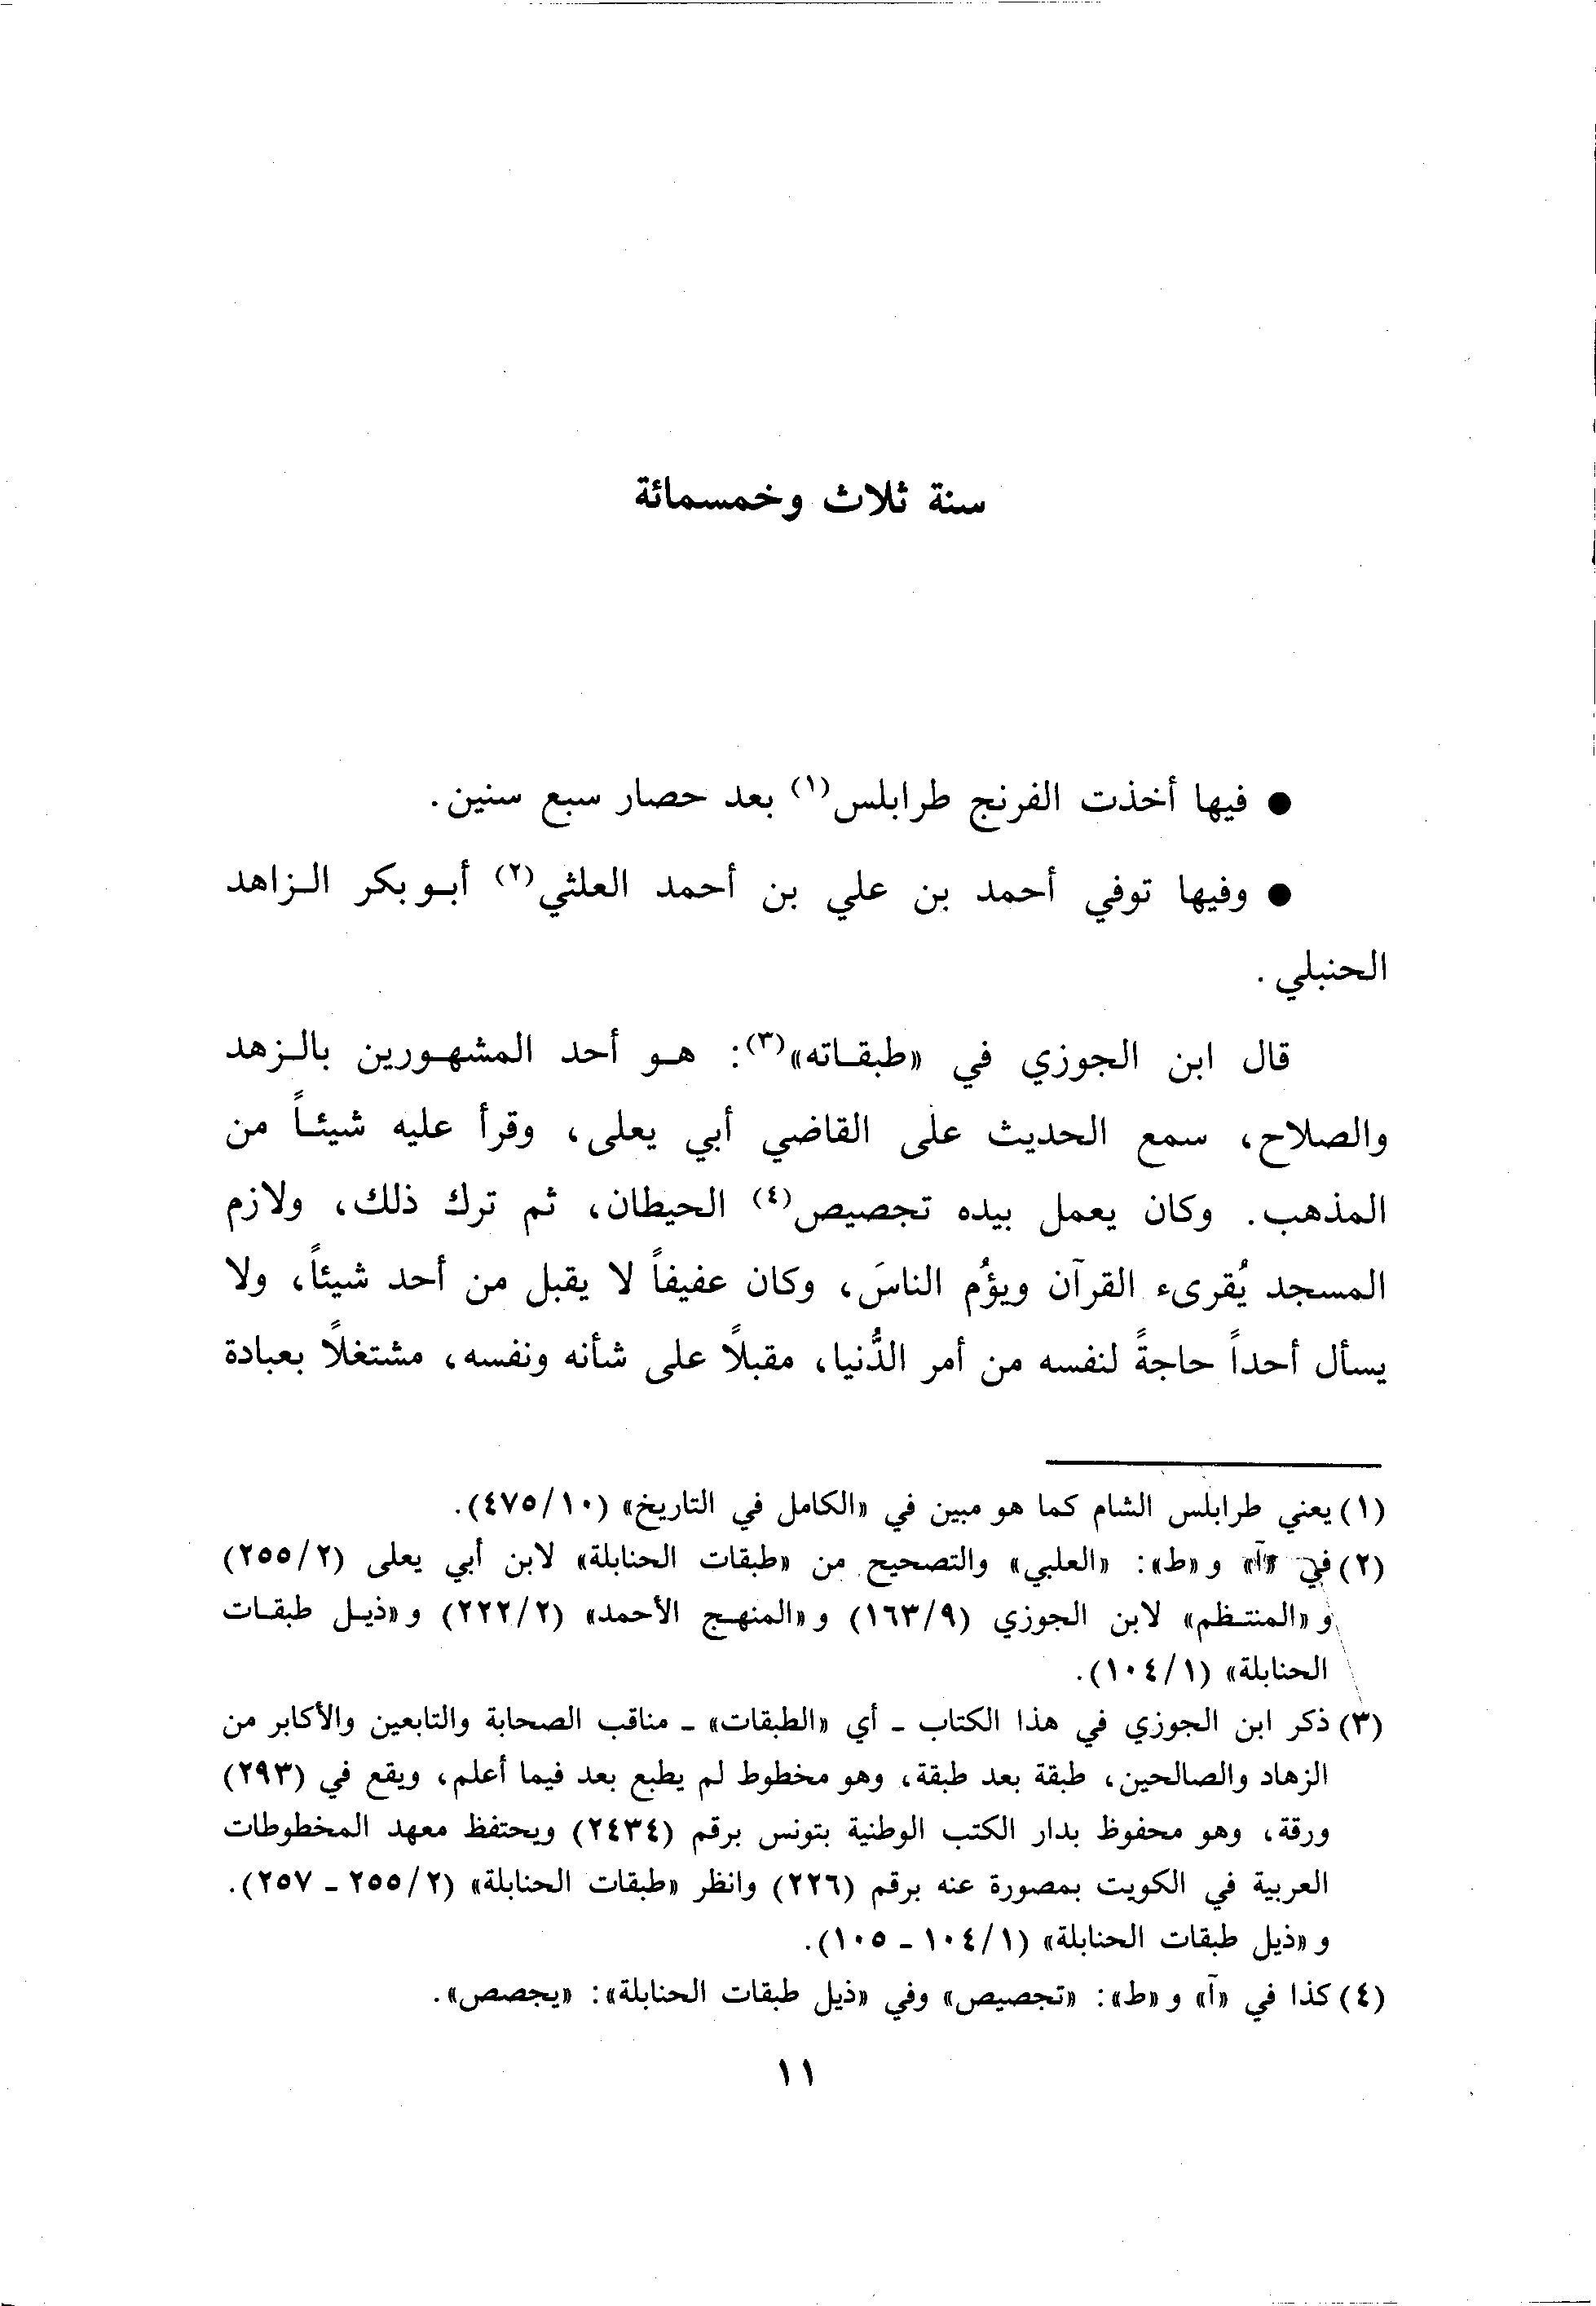 سنة ثلاث وخمسمائة
● فيها أخذت الفرنج طرابلس(١) بعد حصار سبع سنين.
● وفيها توفي أحمد بن علي بن أحمد العلثي(٢) أبو بكر الزاهد
الحنبلي.
قال ابن الجوزي في «طبقاته»(٣): هو أحد المشهورين بالزهد
والصلاح، سمع الحديث على القاضي أبي يعلى، وقرأ عليه شيئاً من
المذهب. وكان يعمل بيده تجصيص(٤) الحيطان، ثم ترك ذلك، ولازم
المسجد يُقرىء القرآن ويؤُم الناسَ، وكان عفيفاً لا يقبل من أحد شيئاً، ولا
يسأل أحداً حاجةً لنفسه من أمر الدُّنيا، مقبلاً على شأنه ونفسه، مشتغلاً بعبادة
(١) يعني طرابلس الشام كما هو مبين في «الكامل في التاريخ» (١٠/٤٧٥).
(٢) في «آ» و«ط»: «العلبي» والتصحيح من «طبقات الحنابلة» لابن أبي يعلى (٢/٢٥٥)
و«المنتظم» لابن الجوزي (٩/١٦٣) و«المنهج الأحمد» (٢/٢٢٢) و«ذيل طبقات
الحنابلة» (١/١٠٤).
(٣) ذكر ابن الجوزي في هذا الكتاب - أي «الطبقات» - مناقب الصحابة والتابعين والأكابر من
الزهاد والصالحين، طبقة بعد طبقة، وهو مخطوط لم يطبع بعد فيما أعلم، ويقع في (٢٩٣)
ورقة، وهو محفوظ بدار الكتب الوطنية بتونس برقم (٢٤٣٤) ويحتفظ معهد المخطوطات
العربية في الكويت بمصورة عنه برقم (٢٢٦) وانظر «طبقات الحنابلة» (٢/٢٥٥ - ٢٥٧).
و«ذيل طبقات الحنابلة» (١/١٠٤ - ١٠٥).
(٤) كذا في «آ» و«ط»: «تجصيص» وفي «ذيل طبقات الحنابلة»: «يجصص».
١١